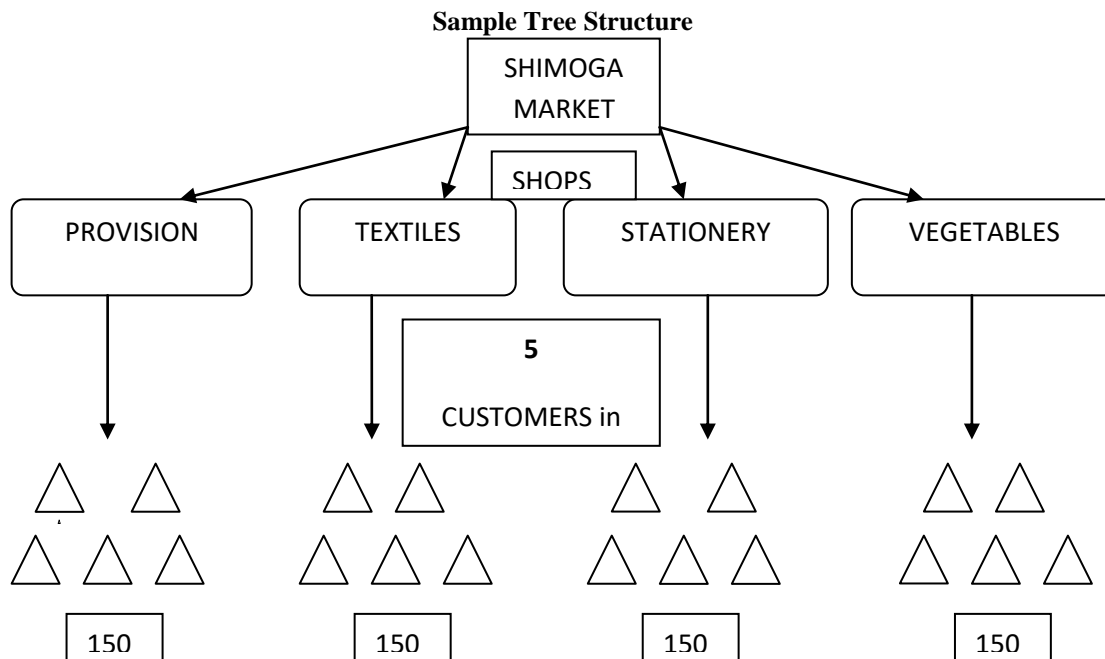 Sample Tree Structure
SHIMOGA
MARKET
SHOPS
PROVISION
TEXTILES
STATIONERY
VEGETABLES
5
CUSTOMERS in
150
150
150
150